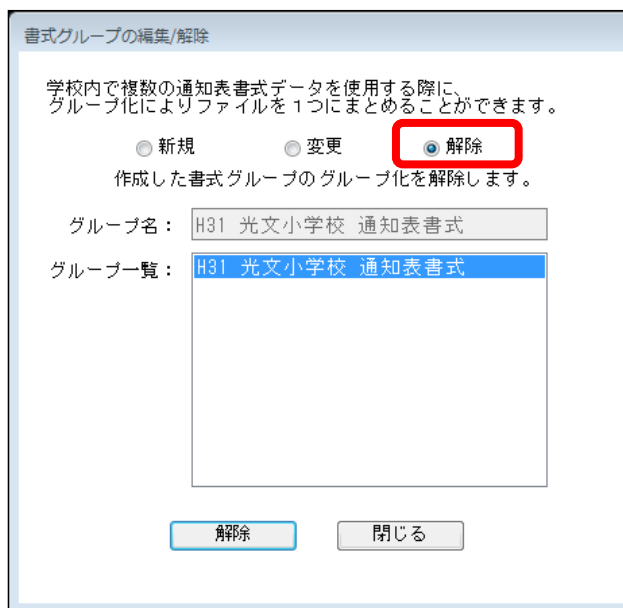 書式グループの編集/解除
学校内で複数の通知表書式データを使用する際に、
グループ化によりファイルを１つにまとめることができます。
新規 変更 解除
作成した書式グループのグループ化を解除します。
グループ名： H31 光文小学校 通知表書式
グループ一覧： H31 光文小学校 通知表書式
解除 閉じる